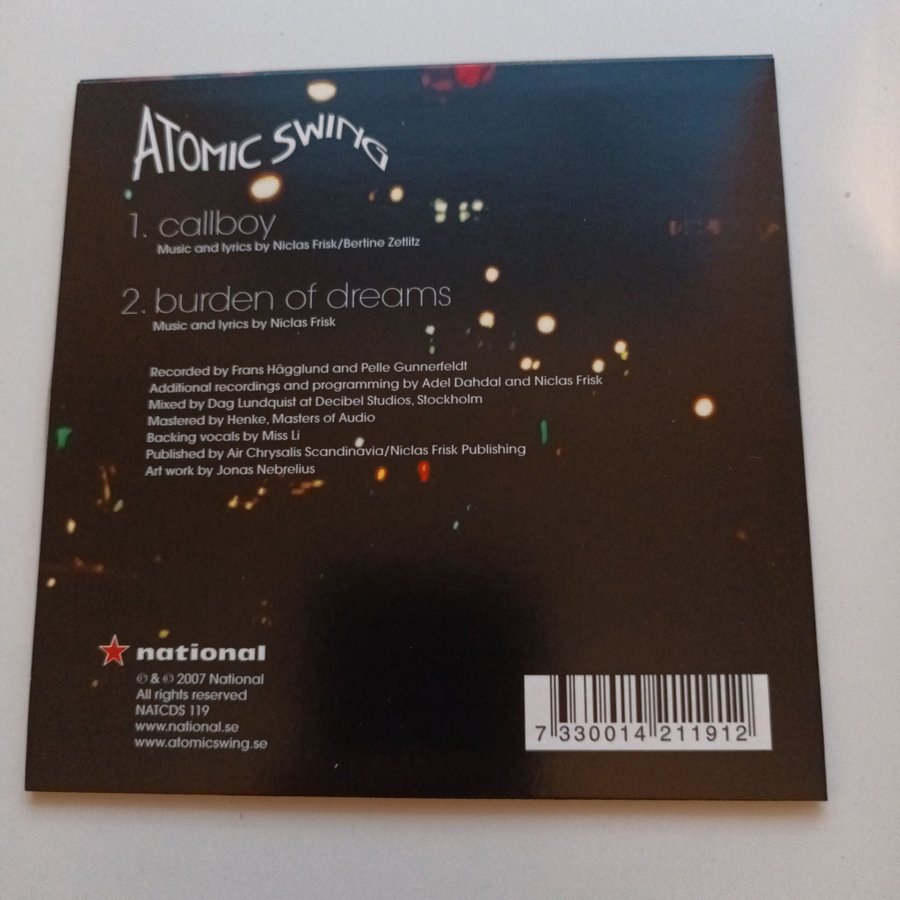 ATOMIC SWING
1. callboy
Music and lyrics by Niclas Frisk/Bertine Zetlitz
2. burden of dreams
Music and lyrics by Niclas Frisk
Recorded by Frans Hägglund and Pelle Gunnerfeldt
Additional recordings and programming by Adel Dahdal and Niclas Frisk
Mixed by Dag Lundquist at Decibel Studios, Stockholm
Mastered by Henke, Masters of Audio
Backing vocals by Miss Li
Published by Air Chrysalis Scandinavia/Niclas Frisk Publishing
Art work by Jonas Nebrelius
national
℗ & © 2007 National
All rights reserved
NATCDS 119
www.national.se
www.atomicswing.se
7 330014 211912